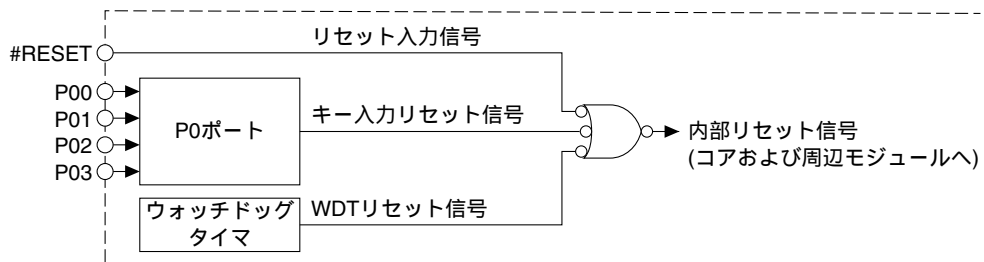 リセット入力信号
#RESET
P00
P01
P02
P03
P0ポート
キー入力リセット信号
内部リセット信号
(コアおよび周辺モジュールへ)
ウォッチドッグ
タイマ
WDTリセット信号